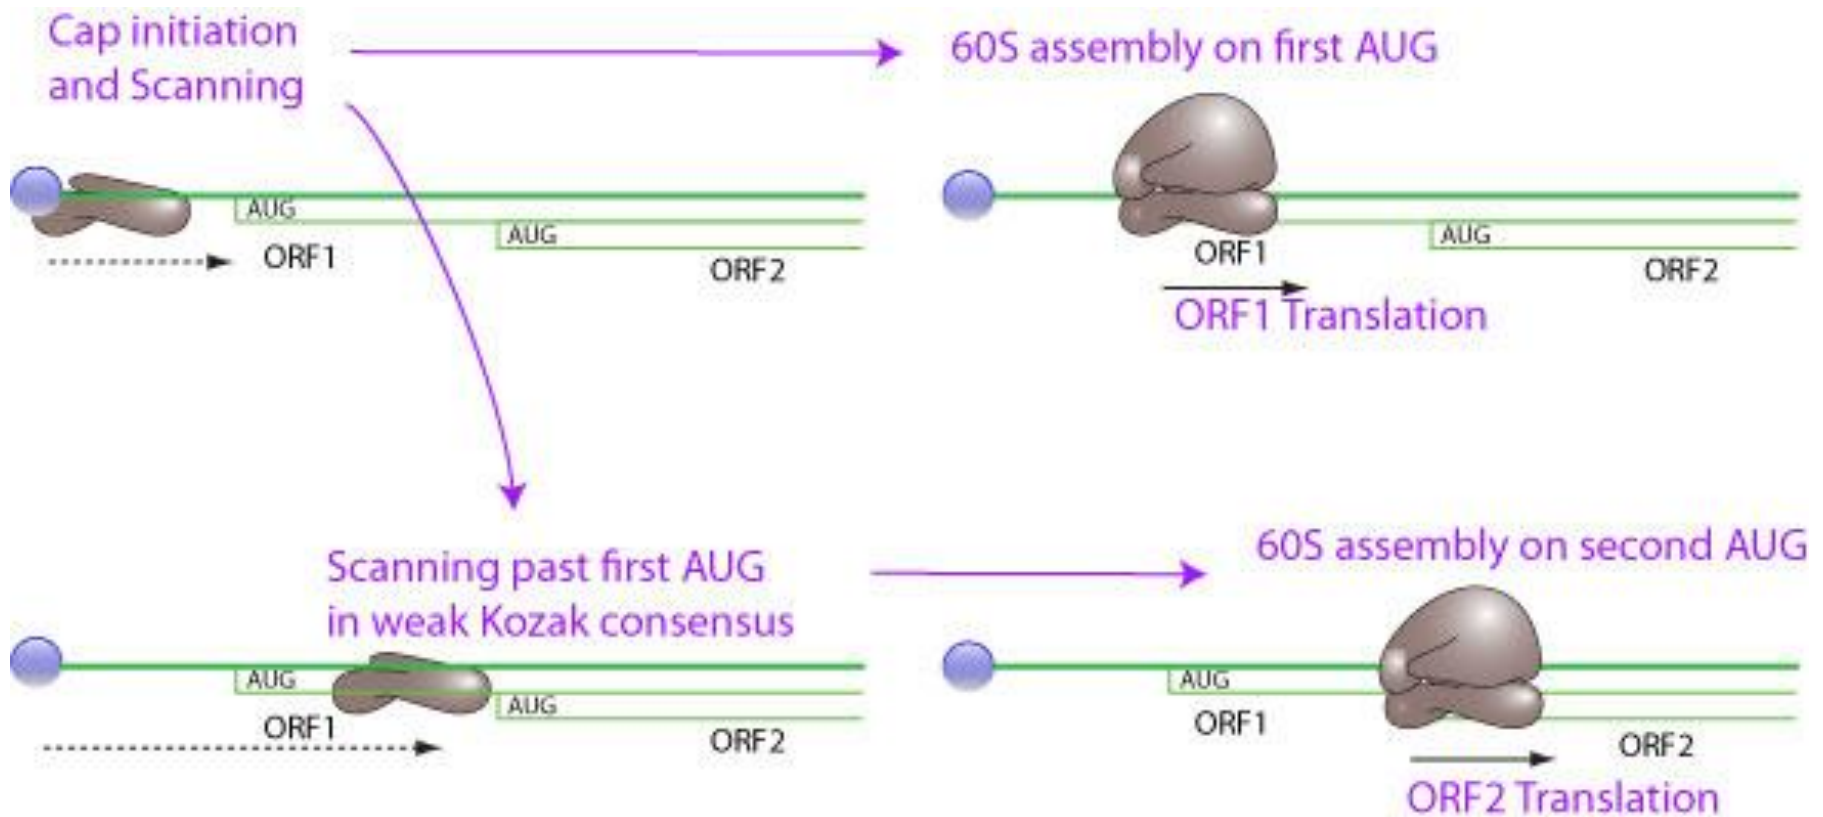 Cap initiation
and Scanning
60S assembly on first AUG
AUG
ORF1
AUG
ORF2
ORF1
AUG
ORF2
ORF1 Translation
Scanning past first AUG
in weak Kozak consensus
60S assembly on second AUG
AUG
ORF1
AUG
ORF2
AUG
ORF1
ORF2
ORF2 Translation